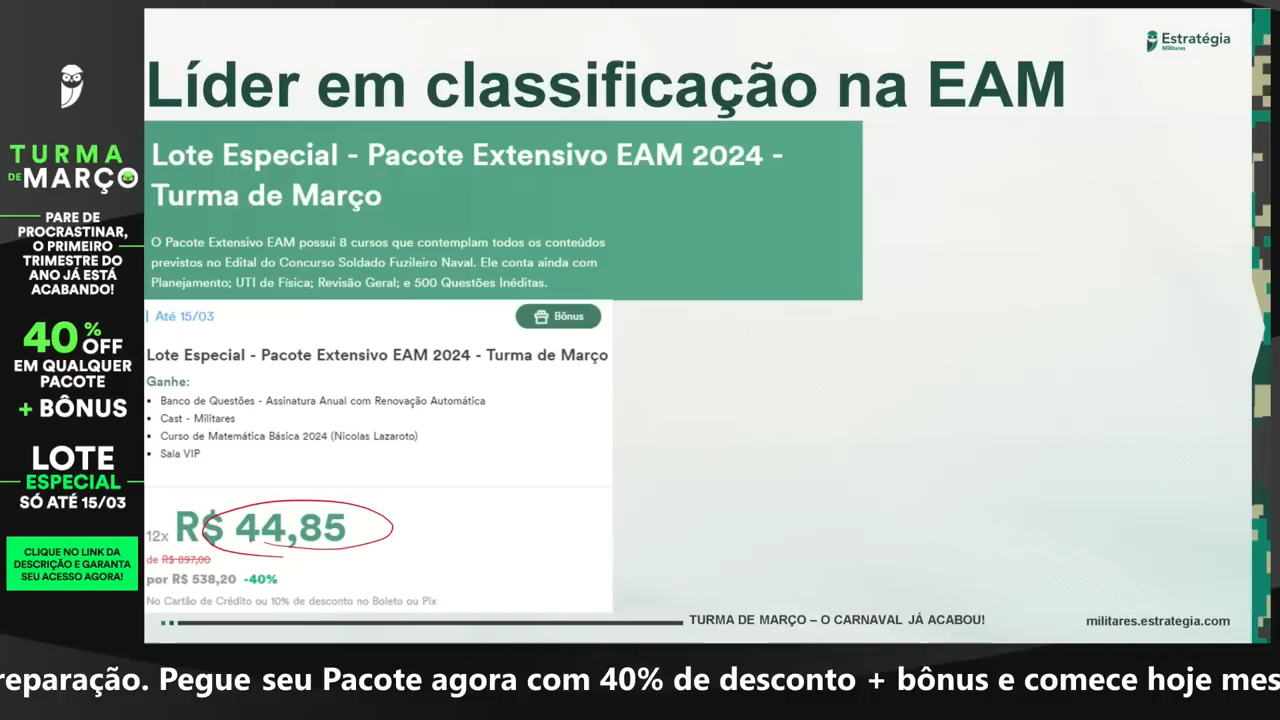 TURMA
DE MARÇO
PARE DE
PROCRASTINAR,
O PRIMEIRO
TRIMESTRE DO
ANO JÁ ESTÁ
ACABANDO!
40% OFF
EM QUALQUER
PACOTE
+ BÔNUS
LOTE
ESPECIAL
SÓ ATÉ 15/03
CLIQUE NO LINK DA
DESCRIÇÃO E GARANTA
SEU ACESSO AGORA!
Estratégia
Militares
Líder em classificação na EAM
Lote Especial - Pacote Extensivo EAM 2024 -
Turma de Março
O Pacote Extensivo EAM possui 8 cursos que contemplam todos os conteúdos
previstos no Edital do Concurso Soldado Fuzileiro Naval. Ele conta ainda com
Planejamento; UTI de Física; Revisão Geral; e 500 Questões Inéditas.
Até 15/03
Bônus
Lote Especial - Pacote Extensivo EAM 2024 - Turma de Março
Ganhe:
• Banco de Questões - Assinatura Anual com Renovação Automática
• Cast - Militares
• Curso de Matemática Básica 2024 (Nicolas Lazaroto)
• Sala VIP
12x R$ 44,85
de R$ 897,00
por R$ 538,20 -40%
No Cartão de Crédito ou 10% de desconto no Boleto ou Pix
TURMA DE MARÇO – O CARNAVAL JÁ ACABOU!
militares.estrategia.com
reparação. Pegue seu Pacote agora com 40% de desconto + bônus e comece hoje mes